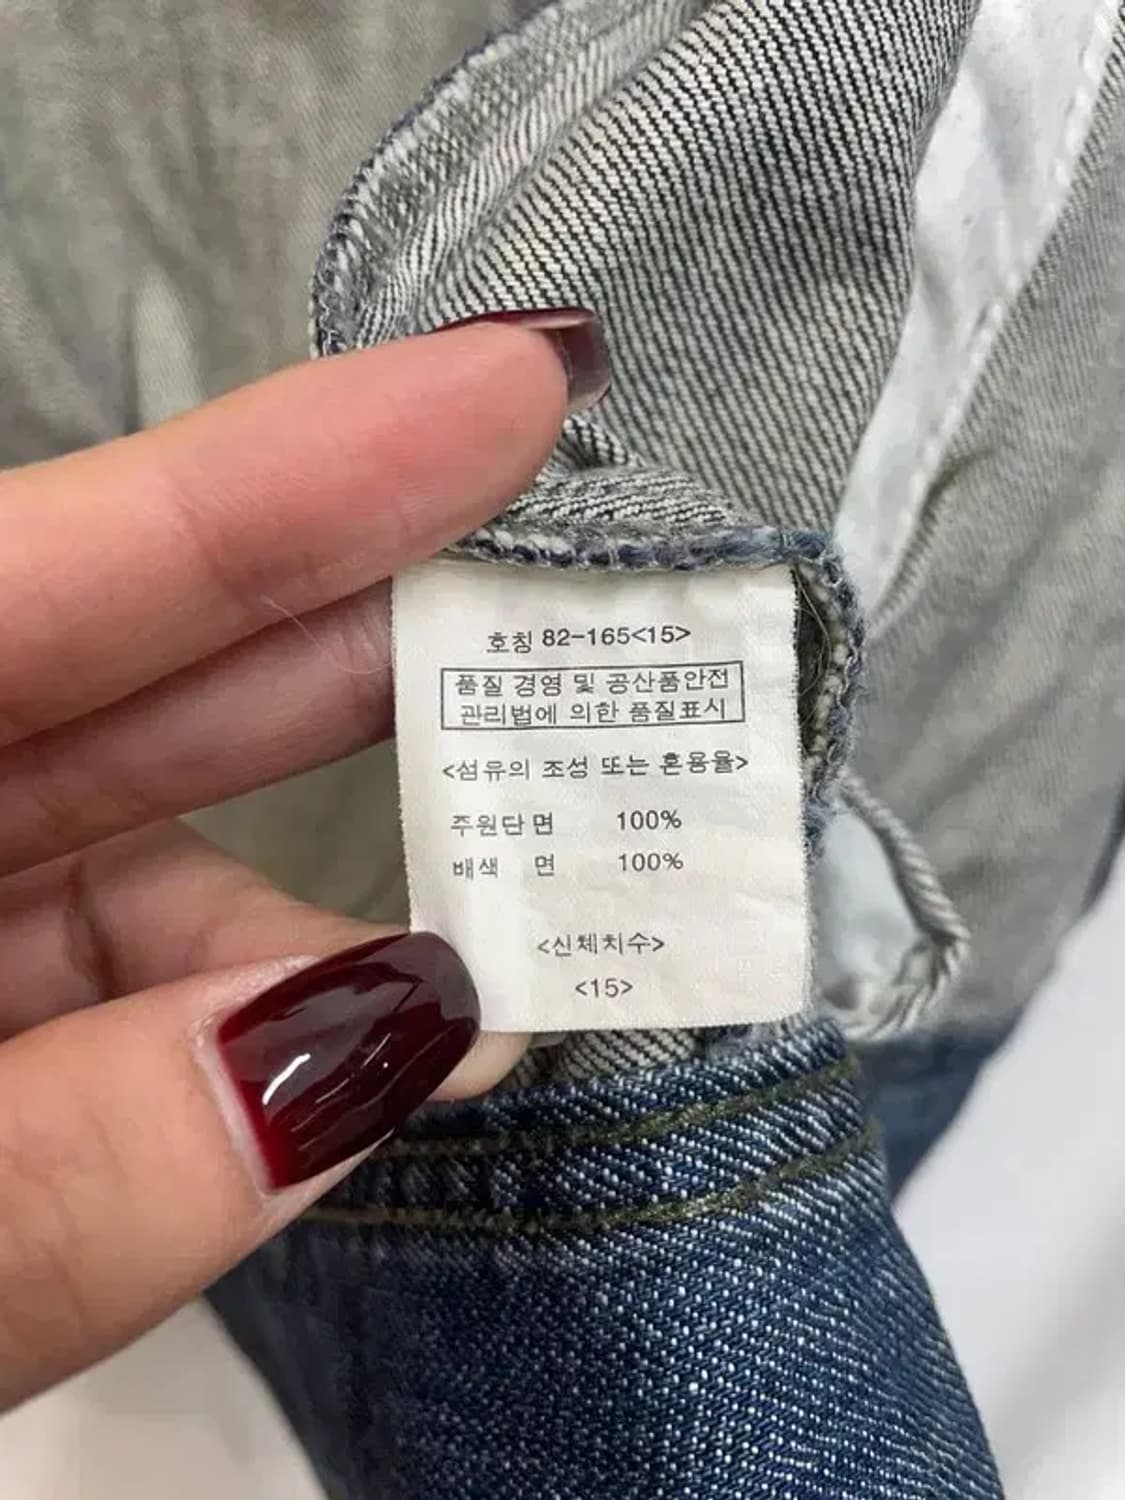 호칭 82-165<15>
품질 경영 및 공산품안전
관리법에 의한 품질표시
<섬유의 조성 또는 혼용율>
주원단 면 100%
배색 면 100%
<신체치수>
<15>